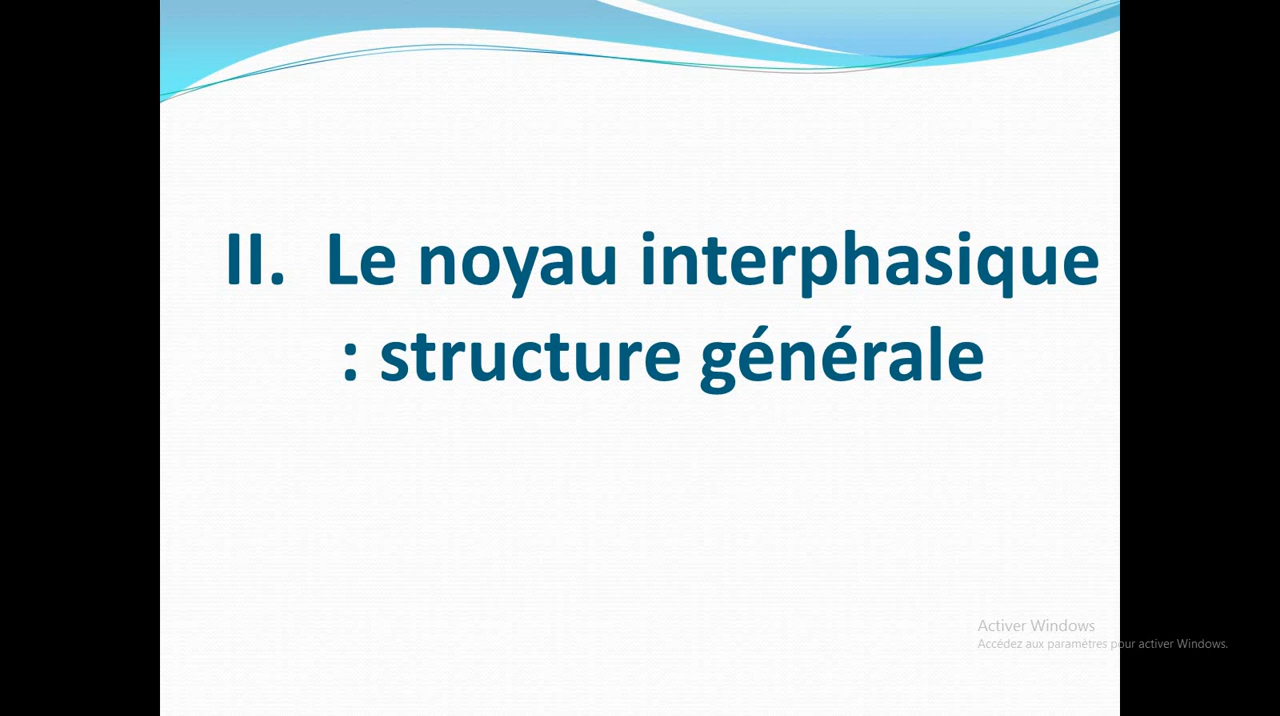 II. Le noyau interphasique
: structure générale
Activer Windows
Accédez aux paramètres pour activer Windows.